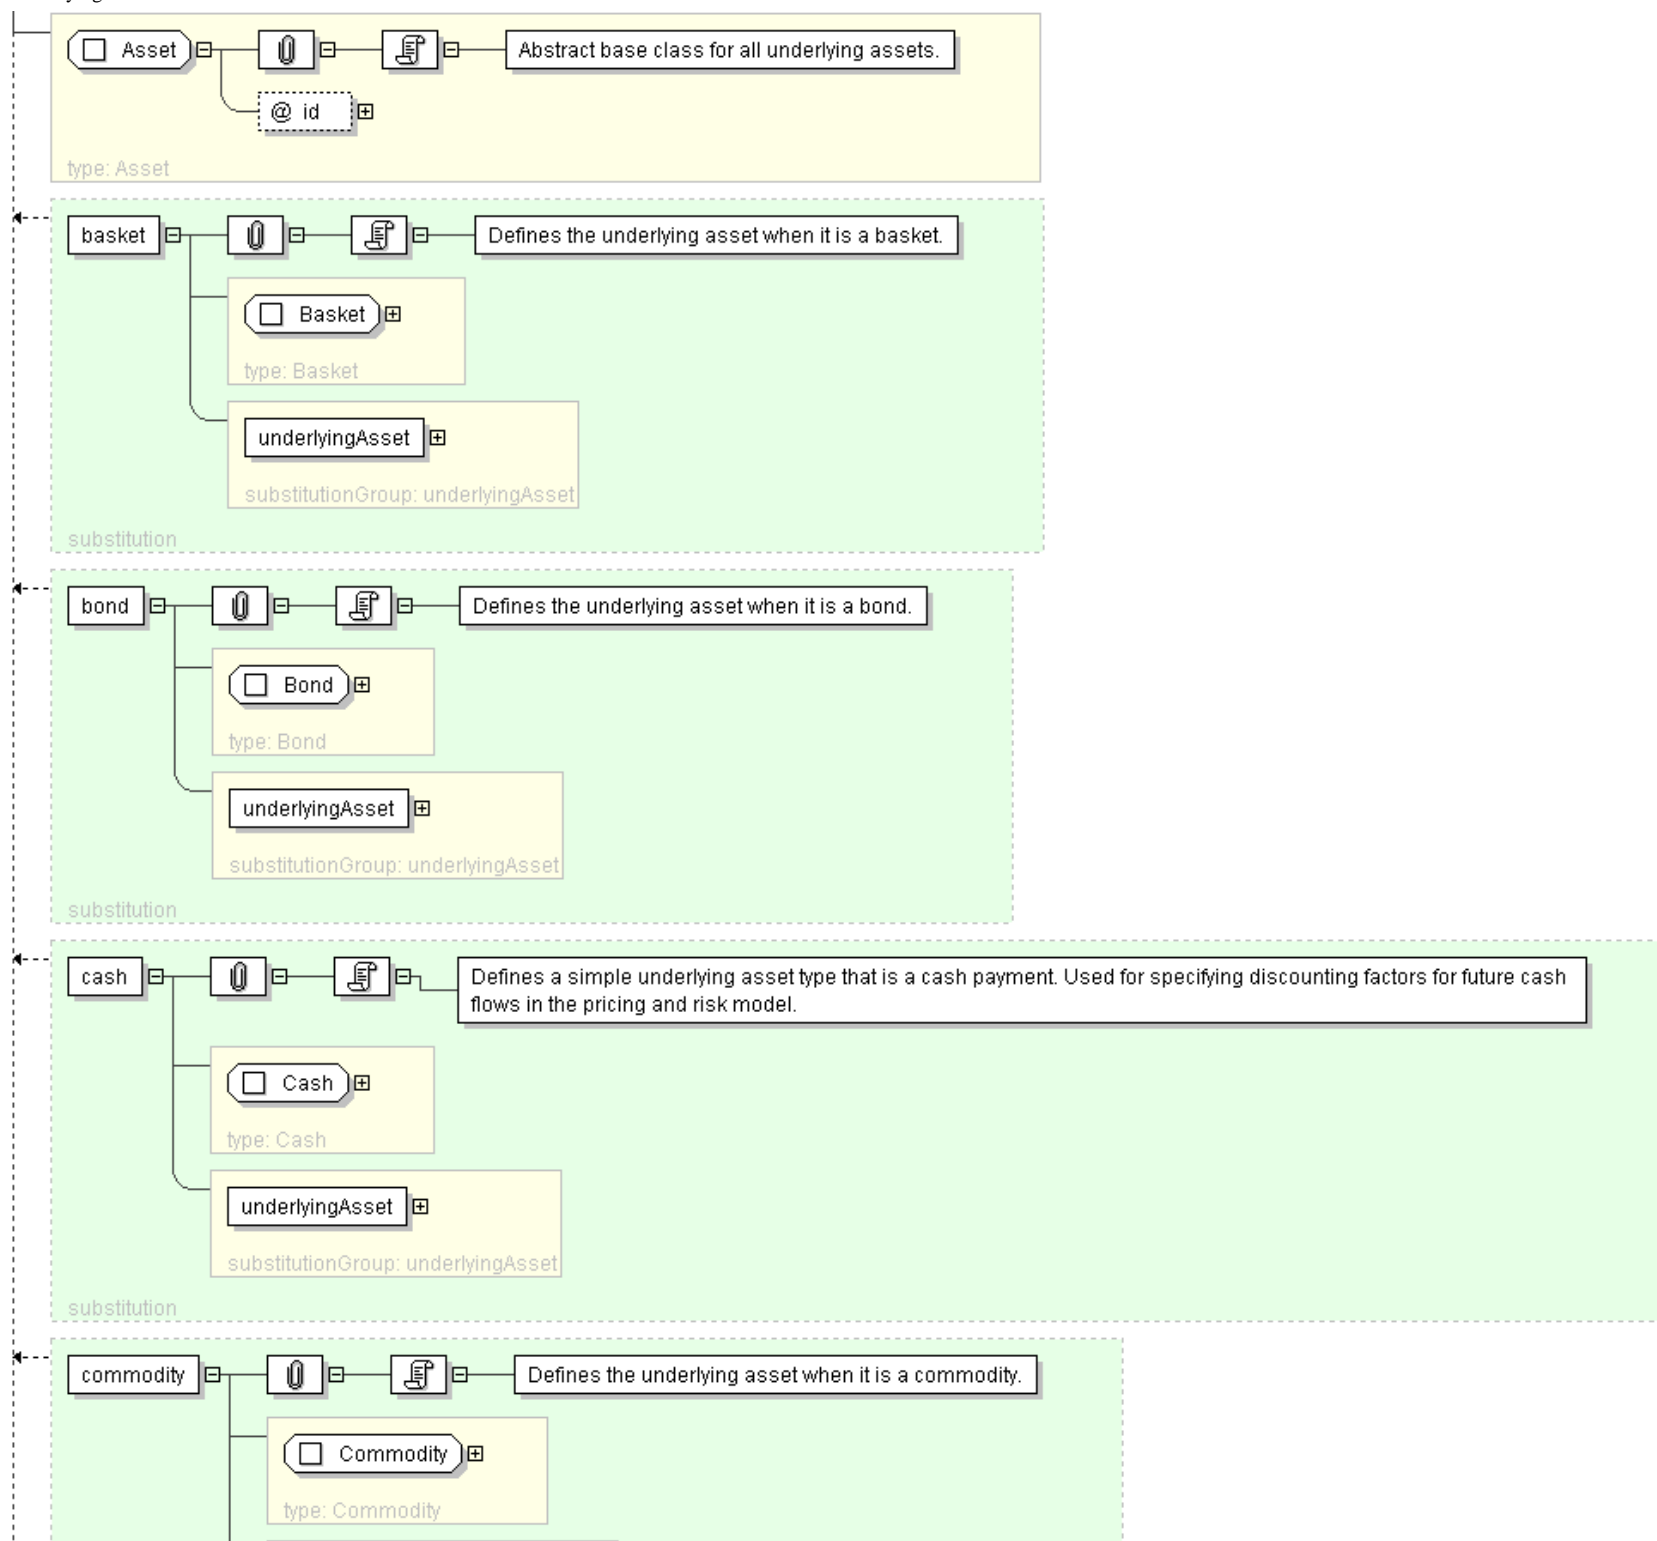 Asset
Abstract base class for all underlying assets.
@ id
type: Asset
basket
Defines the underlying asset when it is a basket.
Basket
type: Basket
underlyingAsset
substitutionGroup: underlyingAsset
substitution
bond
Defines the underlying asset when it is a bond.
Bond
type: Bond
underlyingAsset
substitutionGroup: underlyingAsset
substitution
cash
Defines a simple underlying asset type that is a cash payment. Used for specifying discounting factors for future cash
flows in the pricing and risk model.
Cash
type: Cash
underlyingAsset
substitutionGroup: underlyingAsset
substitution
commodity
Defines the underlying asset when it is a commodity.
Commodity
type: Commodity